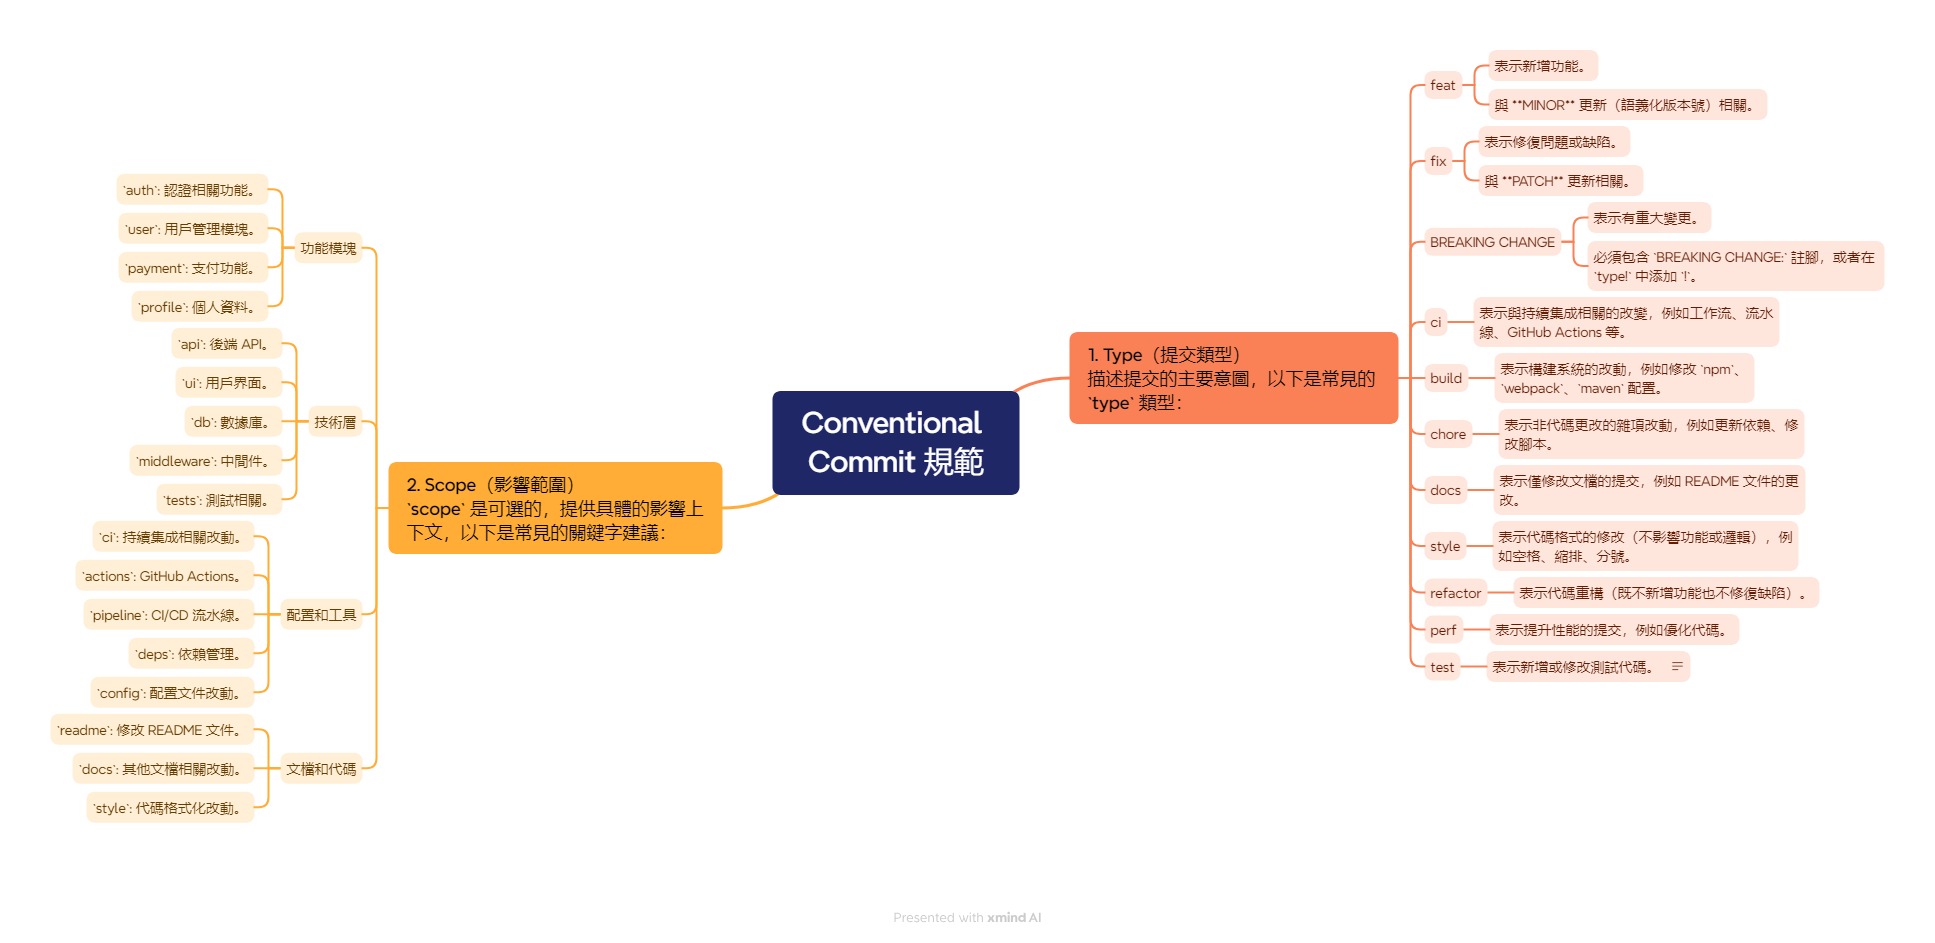 Conventional
Commit 規範
1. Type（提交類型）
描述提交的主要意圖，以下是常見的
`type` 類型：
feat
表示新增功能。
與 **MINOR** 更新（語義化版本號）相關。
fix
表示修復問題或缺陷。
與 **PATCH** 更新相關。
BREAKING CHANGE
表示有重大變更。
必須包含 `BREAKING CHANGE:` 註腳，或者在
`type!` 中添加 `!`。
ci
表示與持續集成相關的改變，例如工作流、流水
線、GitHub Actions 等。
build
表示構建系統的改動，例如修改 `npm`、
`webpack`、`maven` 配置。
chore
表示非代碼更改的雜項改動，例如更新依賴、修
改腳本。
docs
表示僅修改文檔的提交，例如 README 文件的更
改。
style
表示代碼格式的修改（不影響功能或邏輯），例
如空格、縮排、分號。
refactor
表示代碼重構（既不新增功能也不修復缺陷）。
perf
表示提升性能的提交，例如優化代碼。
test
表示新增或修改測試代碼。
2. Scope（影響範圍）
`scope` 是可選的，提供具體的影響上
下文，以下是常見的關鍵字建議：
功能模塊
`auth`: 認證相關功能。
`user`: 用戶管理模塊。
`payment`: 支付功能。
`profile`: 個人資料。
技術層
`api`: 後端 API。
`ui`: 用戶界面。
`db`: 數據庫。
`middleware`: 中間件。
`tests`: 測試相關。
配置和工具
`ci`: 持續集成相關改動。
`actions`: GitHub Actions。
`pipeline`: CI/CD 流水線。
`deps`: 依賴管理。
`config`: 配置文件改動。
文檔和代碼
`readme`: 修改 README 文件。
`docs`: 其他文檔相關改動。
`style`: 代碼格式化改動。
Presented with xmind AI